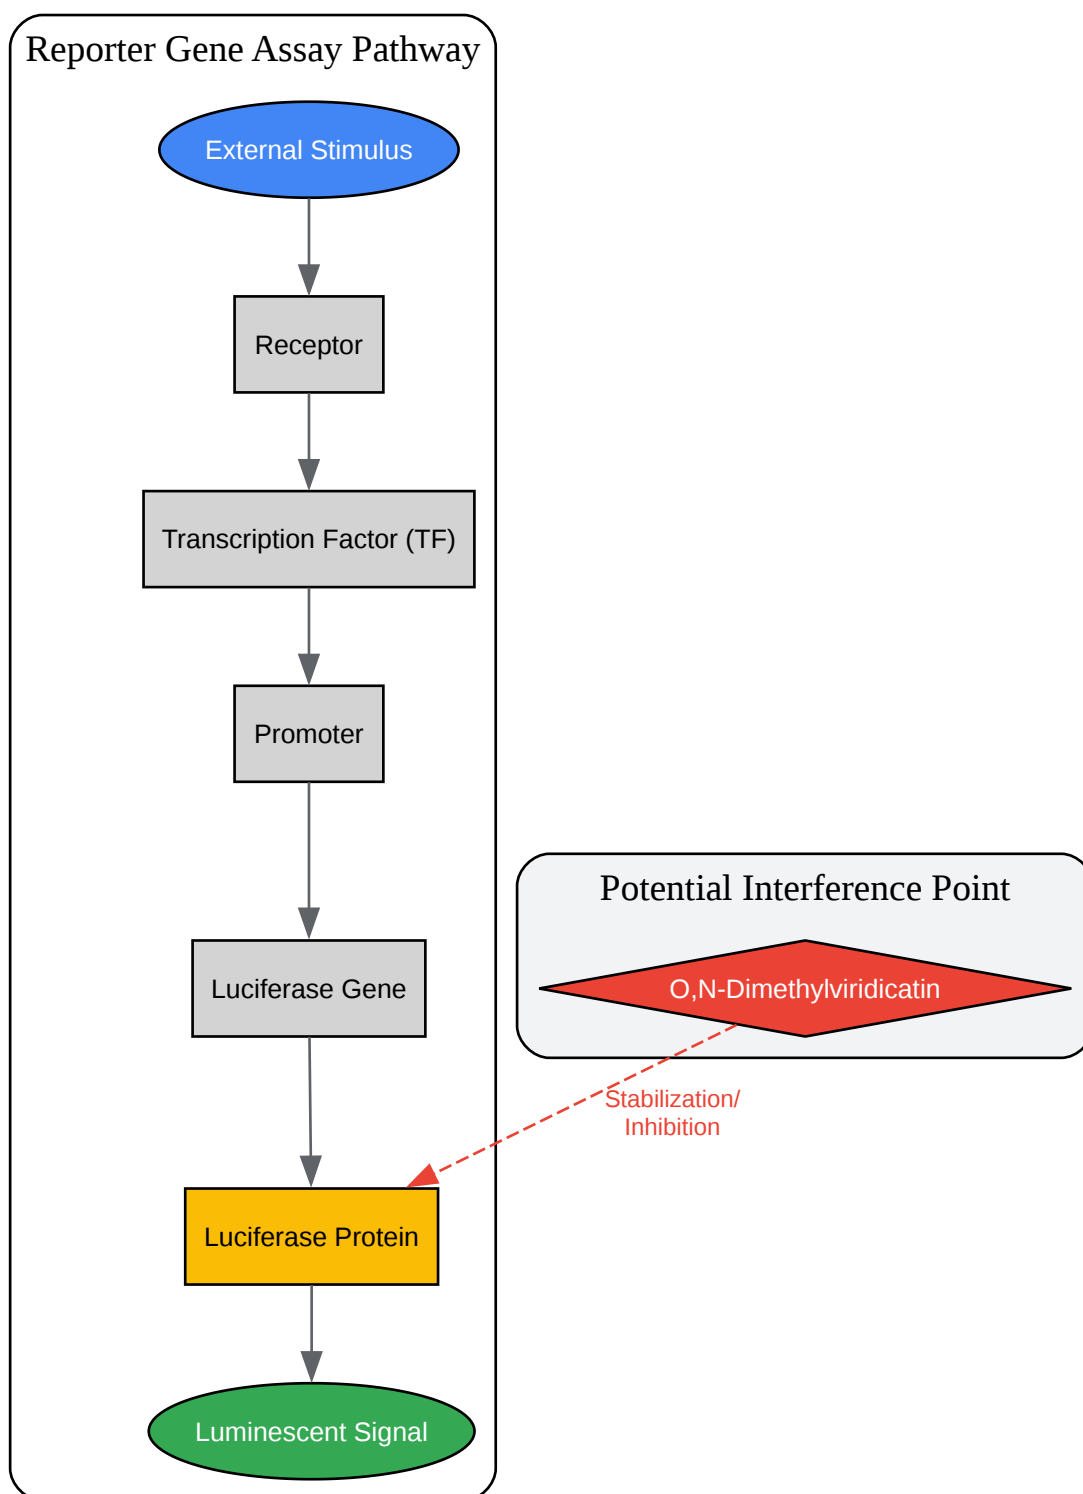 Reporter Gene Assay Pathway
External Stimulus
Receptor
Transcription Factor (TF)
Promoter
Luciferase Gene
Potential Interference Point
O,N-Dimethylviridicatin
Stabilization/
Inhibition
Luciferase Protein
Luminescent Signal